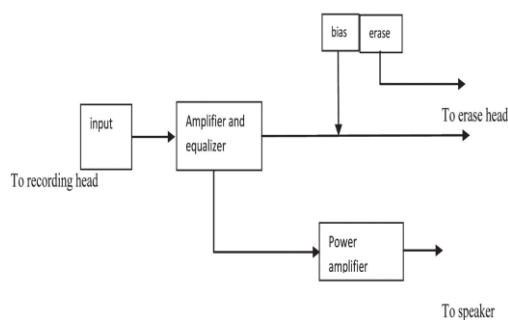 bias
erase
To erase head
input
Amplifier and
equalizer
To recording head
Power
amplifier
To speaker